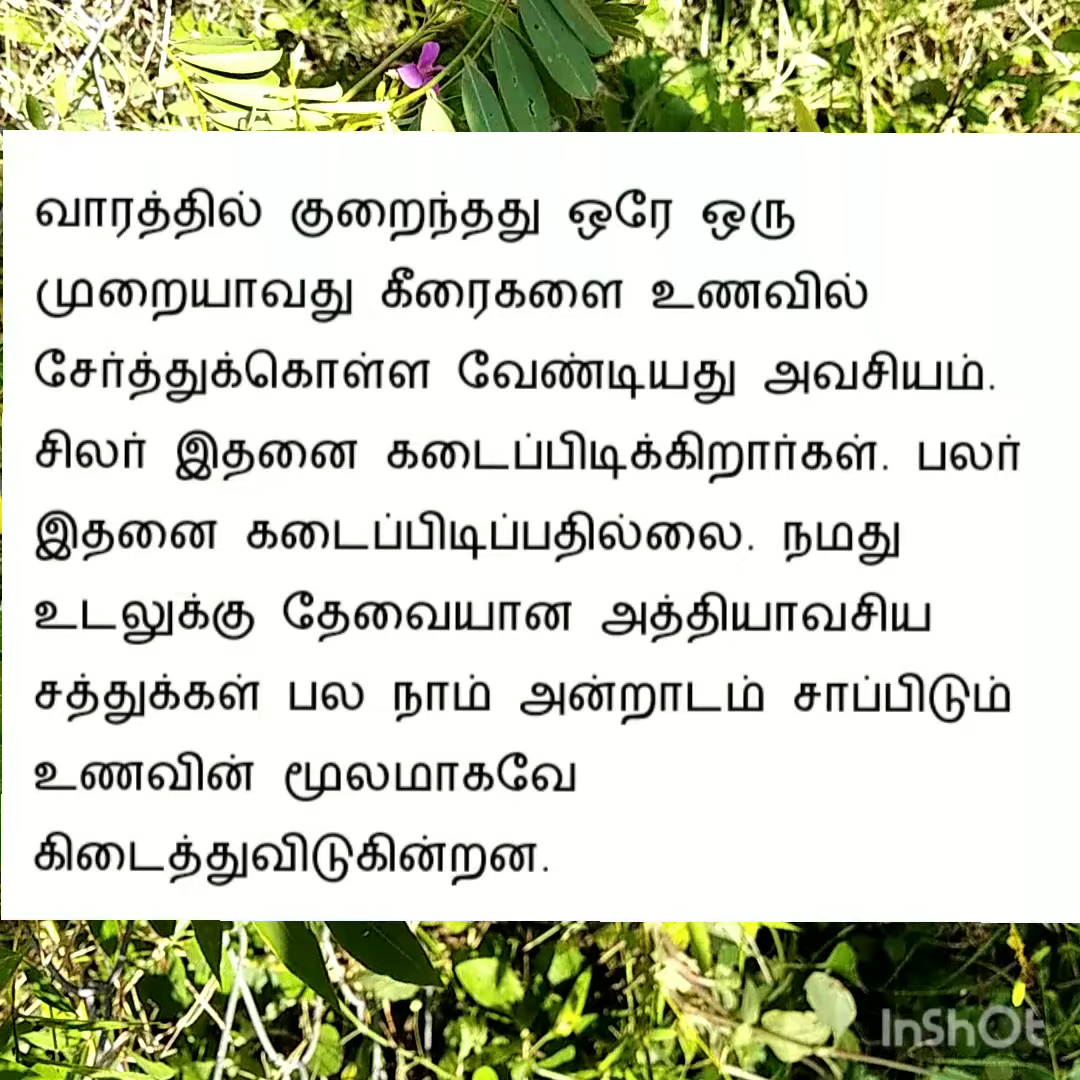 வாரத்தில் குறைந்தது ஒரே ஒரு
முறையாவது கீரைகளை உணவில்
சேர்த்துக்கொள்ள வேண்டியது அவசியம்.
சிலர் இதனை கடைப்பிடிக்கிறார்கள். பலர்
இதனை கடைப்பிடிப்பதில்லை. நமது
உடலுக்கு தேவையான அத்தியாவசிய
சத்துக்கள் பல நாம் அன்றாடம் சாப்பிடும்
உணவின் மூலமாகவே
கிடைத்துவிடுகின்றன.
InShOt